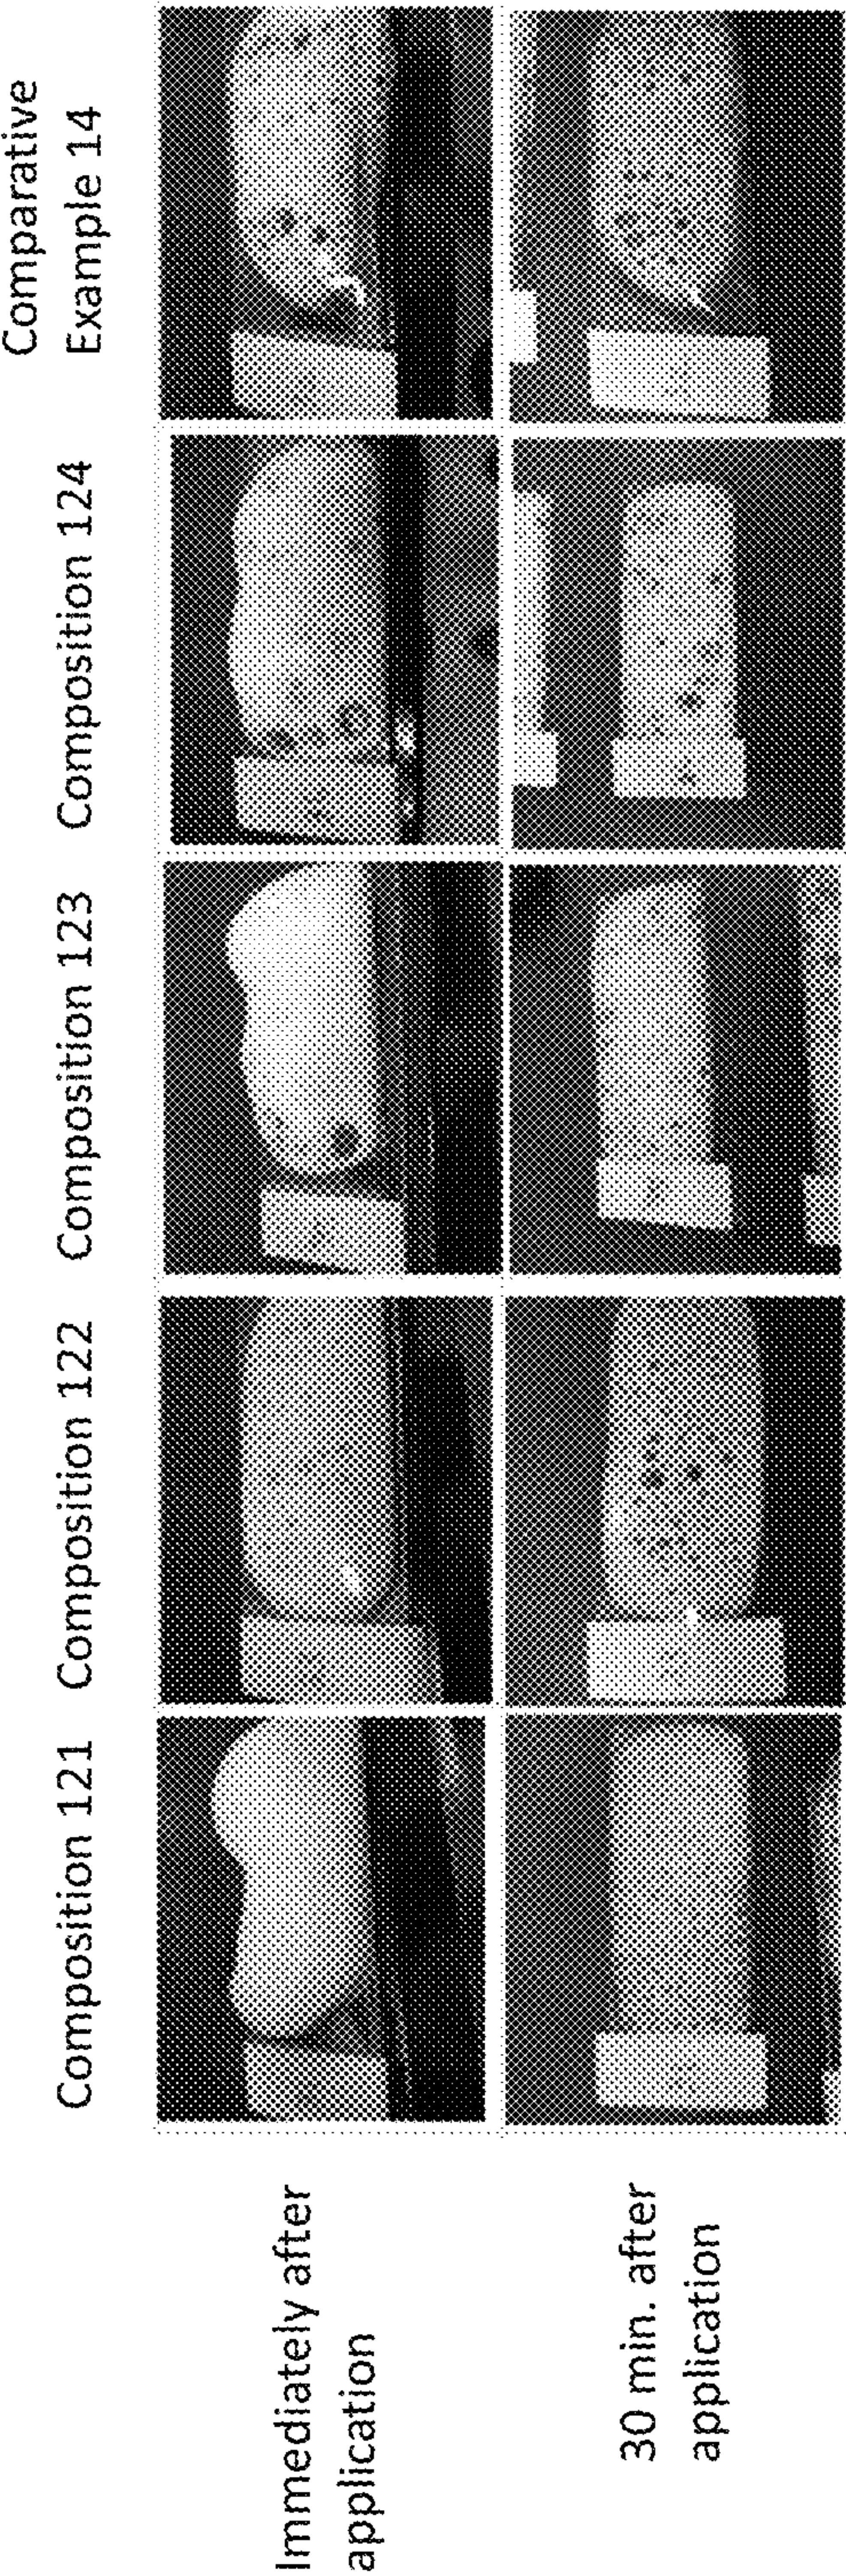 Composition 121
Composition 122
Composition 123
Composition 124
Comparative
Example 14
Immediately after
application
30 min. after
application